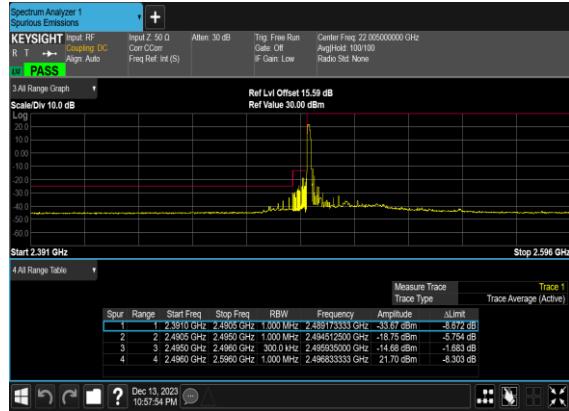 Spectrum Analyzer 1
Spurious Emissions
KEYSIGHT Input: RF Input Z: 50 Ω Atten: 30 dB Trig: Free Run Center Freq: 22.005000000 GHz
R T Coupling: DC Corr CCorr Gate: Off Avg|Hold: 100/100
Align: Auto Freq Ref: Int (S) IF Gain: Low Radio Std: None
PASS
3 All Range Graph
Ref Lvl Offset 15.59 dB
Scale/Div 10.0 dB Ref Value 30.00 dBm
Log
20.0
10.0
0.00
-10.0
-20.0
-30.0
-40.0
-50.0
-60.0
Start 2.391 GHz Stop 2.596 GHz
4 All Range Table
Measure Trace Trace 1
Trace Type Trace Average (Active)
Spur Range Start Freq Stop Freq RBW Frequency Amplitude ΔLimit
1 1 2.3910 GHz 2.4905 GHz 1.000 MHz 2.489173333 GHz -33.67 dBm -8.672 dB
2 2 2.4905 GHz 2.4950 GHz 1.000 MHz 2.494512500 GHz -18.75 dBm -5.754 dB
3 3 2.4950 GHz 2.4960 GHz 300.0 kHz 2.495935000 GHz -14.68 dBm -1.683 dB
4 4 2.4960 GHz 2.5960 GHz 1.000 MHz 2.496833333 GHz 21.70 dBm -8.303 dB
? Dec 13, 2023
10:57:54 PM